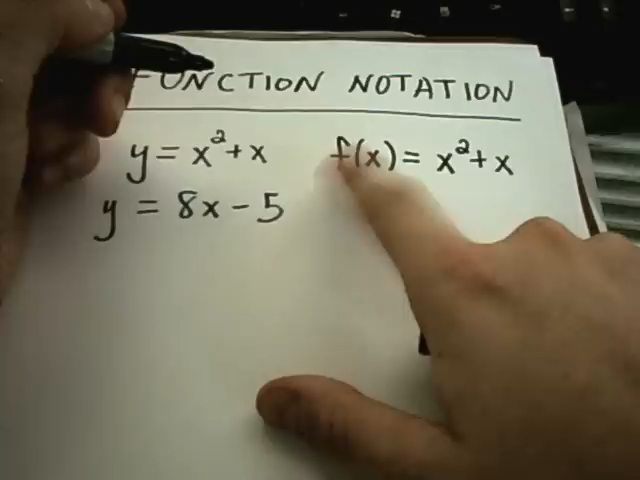 FUNCTION NOTATION
y = x² + x f(x) = x² + x
y = 8x - 5